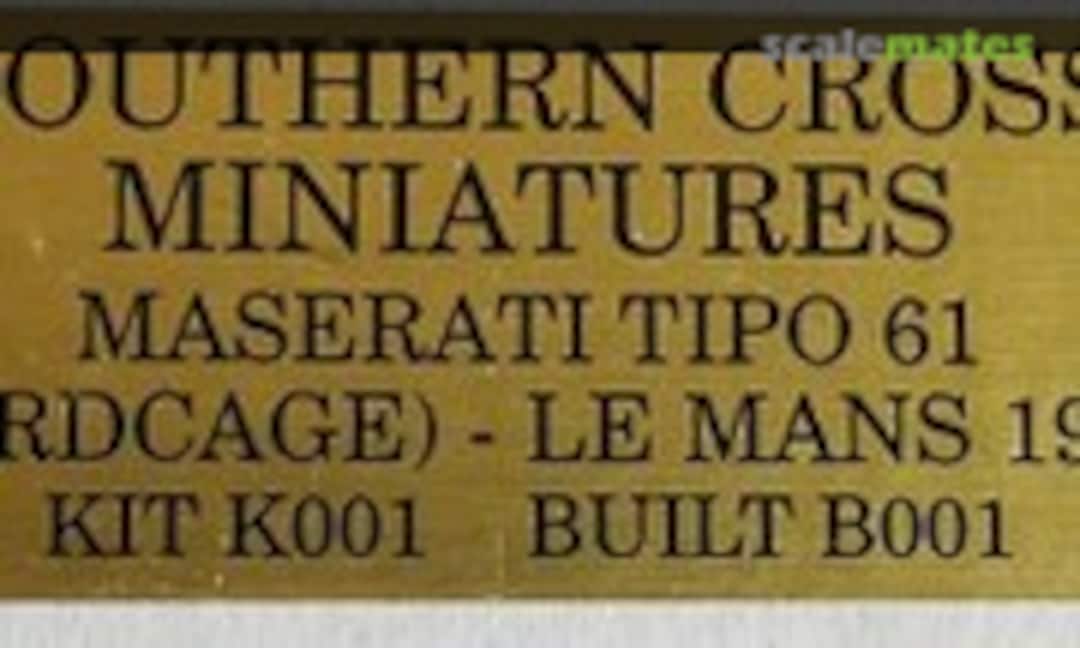 scalemates
OUTHERN CROSS
MINIATURES
MASERATI TIPO 61
RDCAGE) - LE MANS 19
KIT K001 BUILT B001